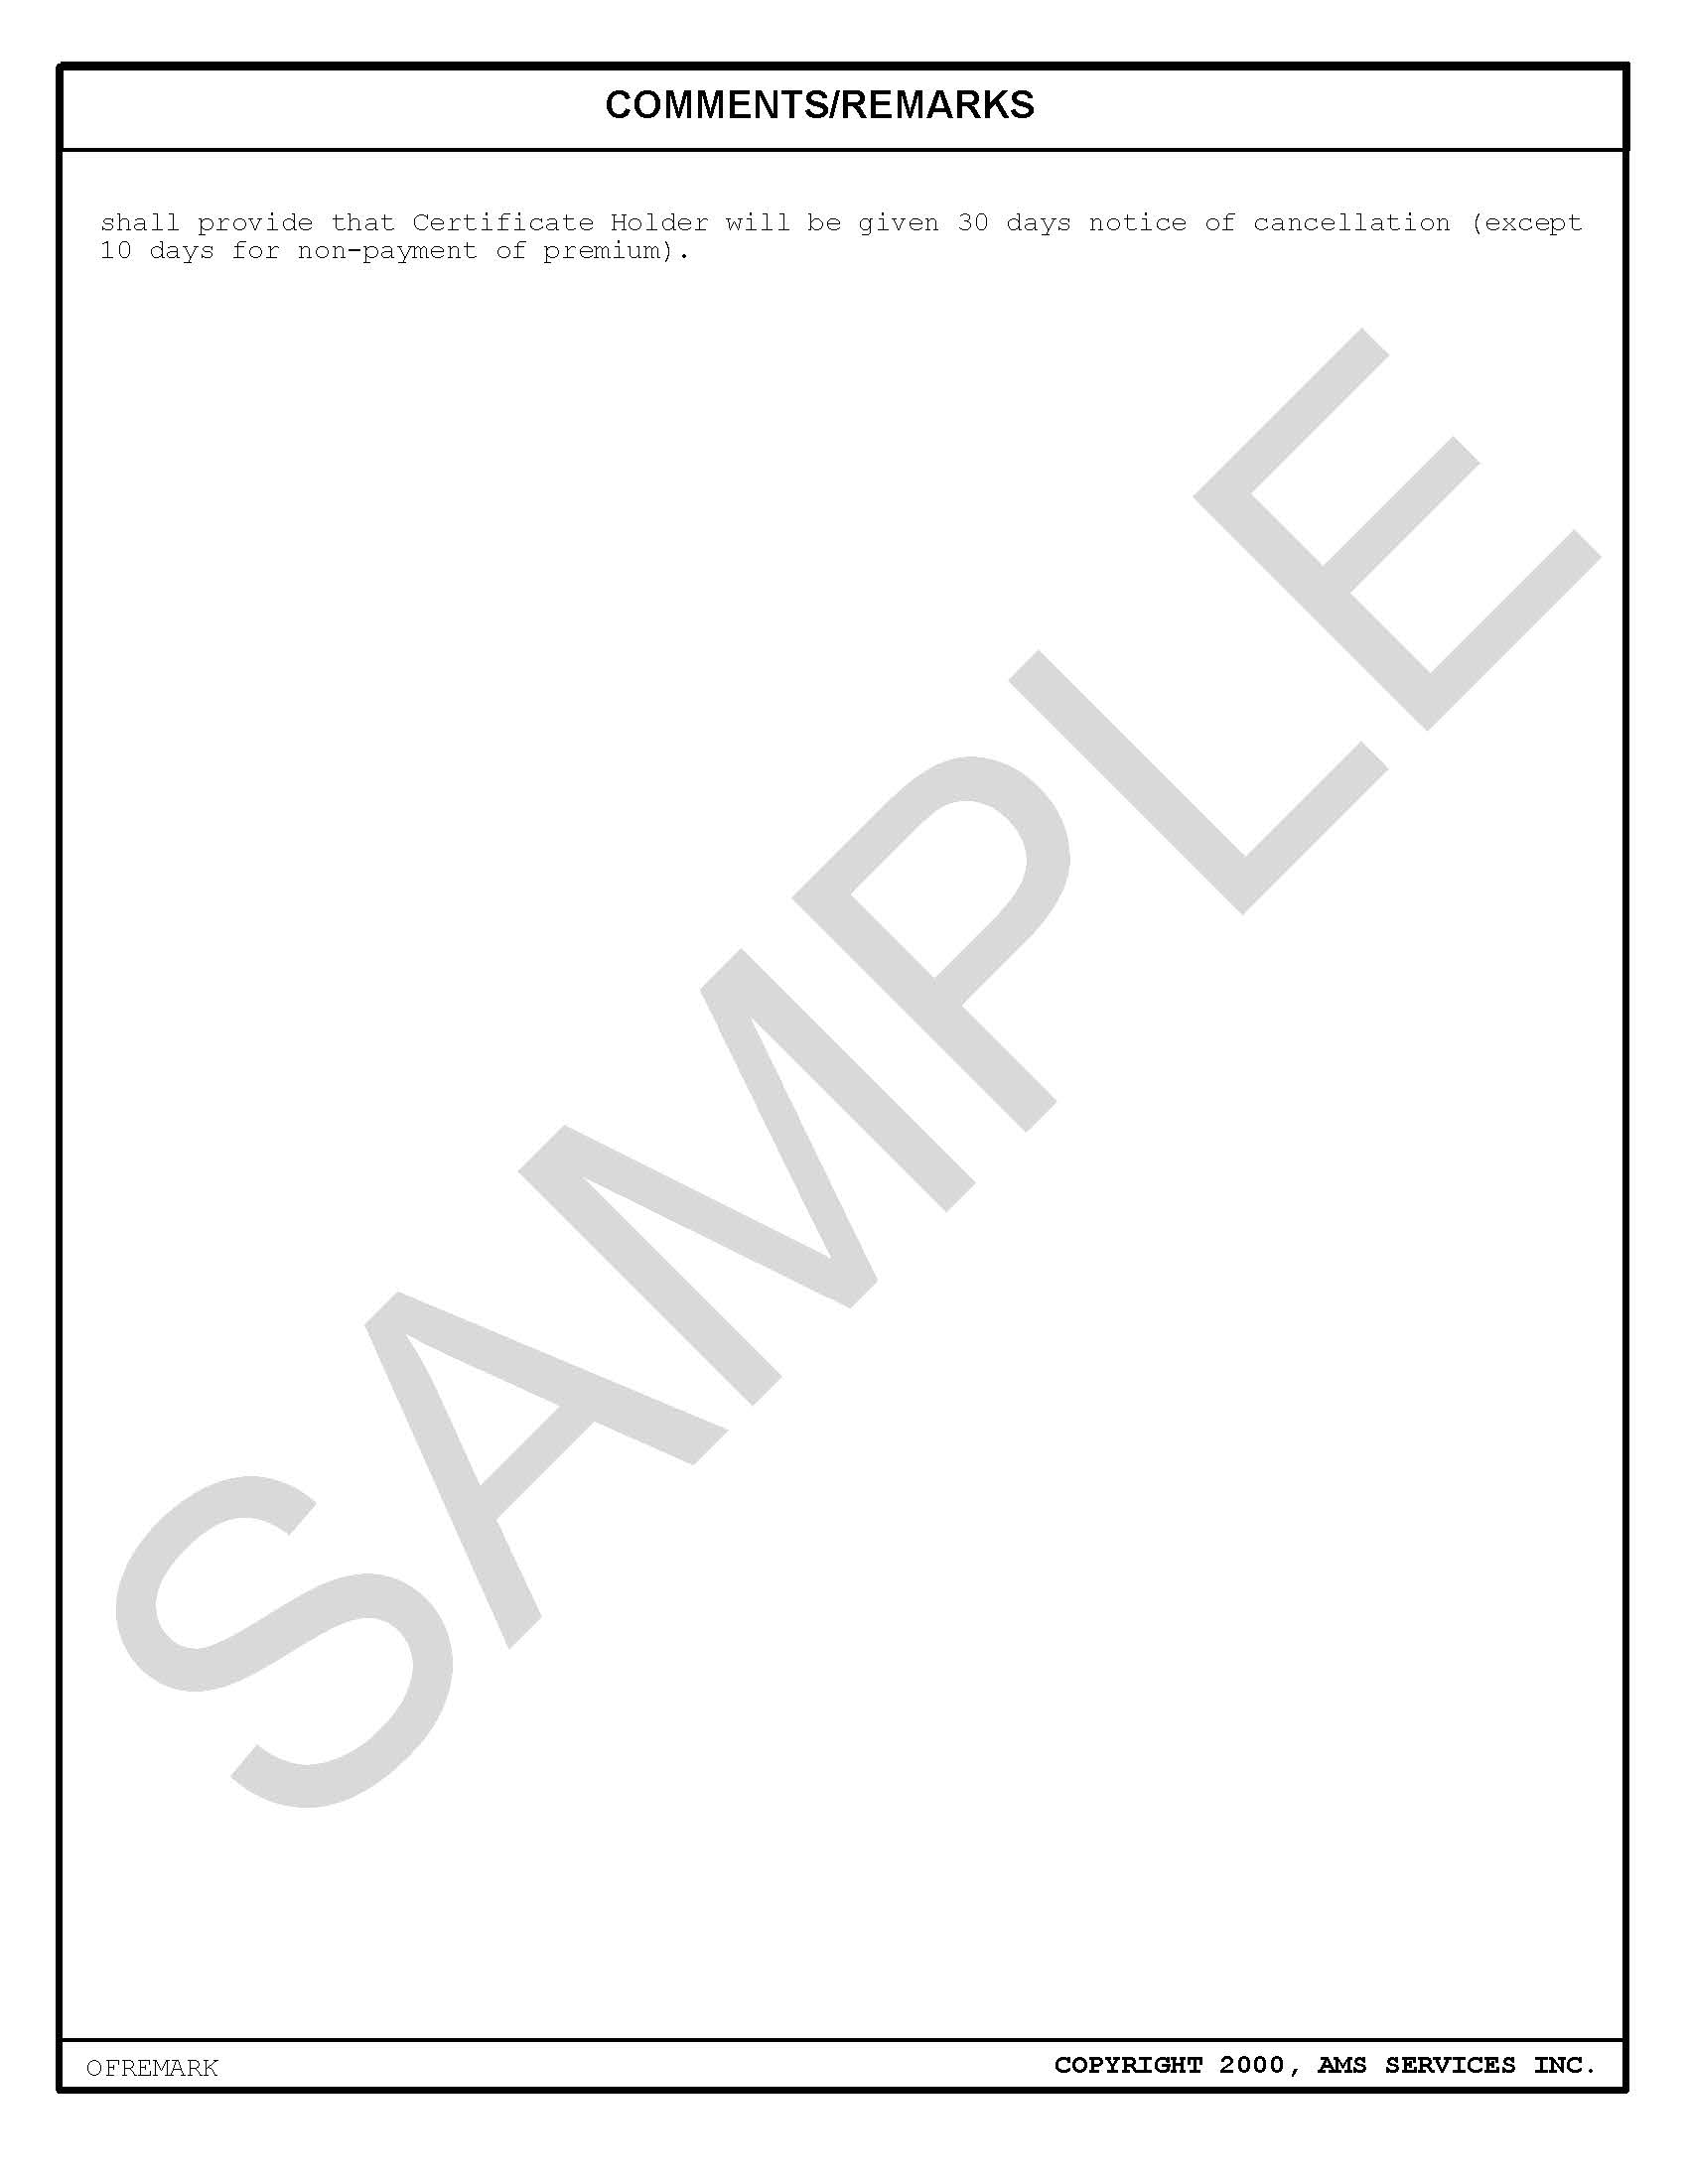 COMMENTS/REMARKS
shall provide that Certificate Holder will be given 30 days notice of cancellation (except
10 days for non-payment of premium).
SAMPLE
OFREMARK
COPYRIGHT 2000, AMS SERVICES INC.